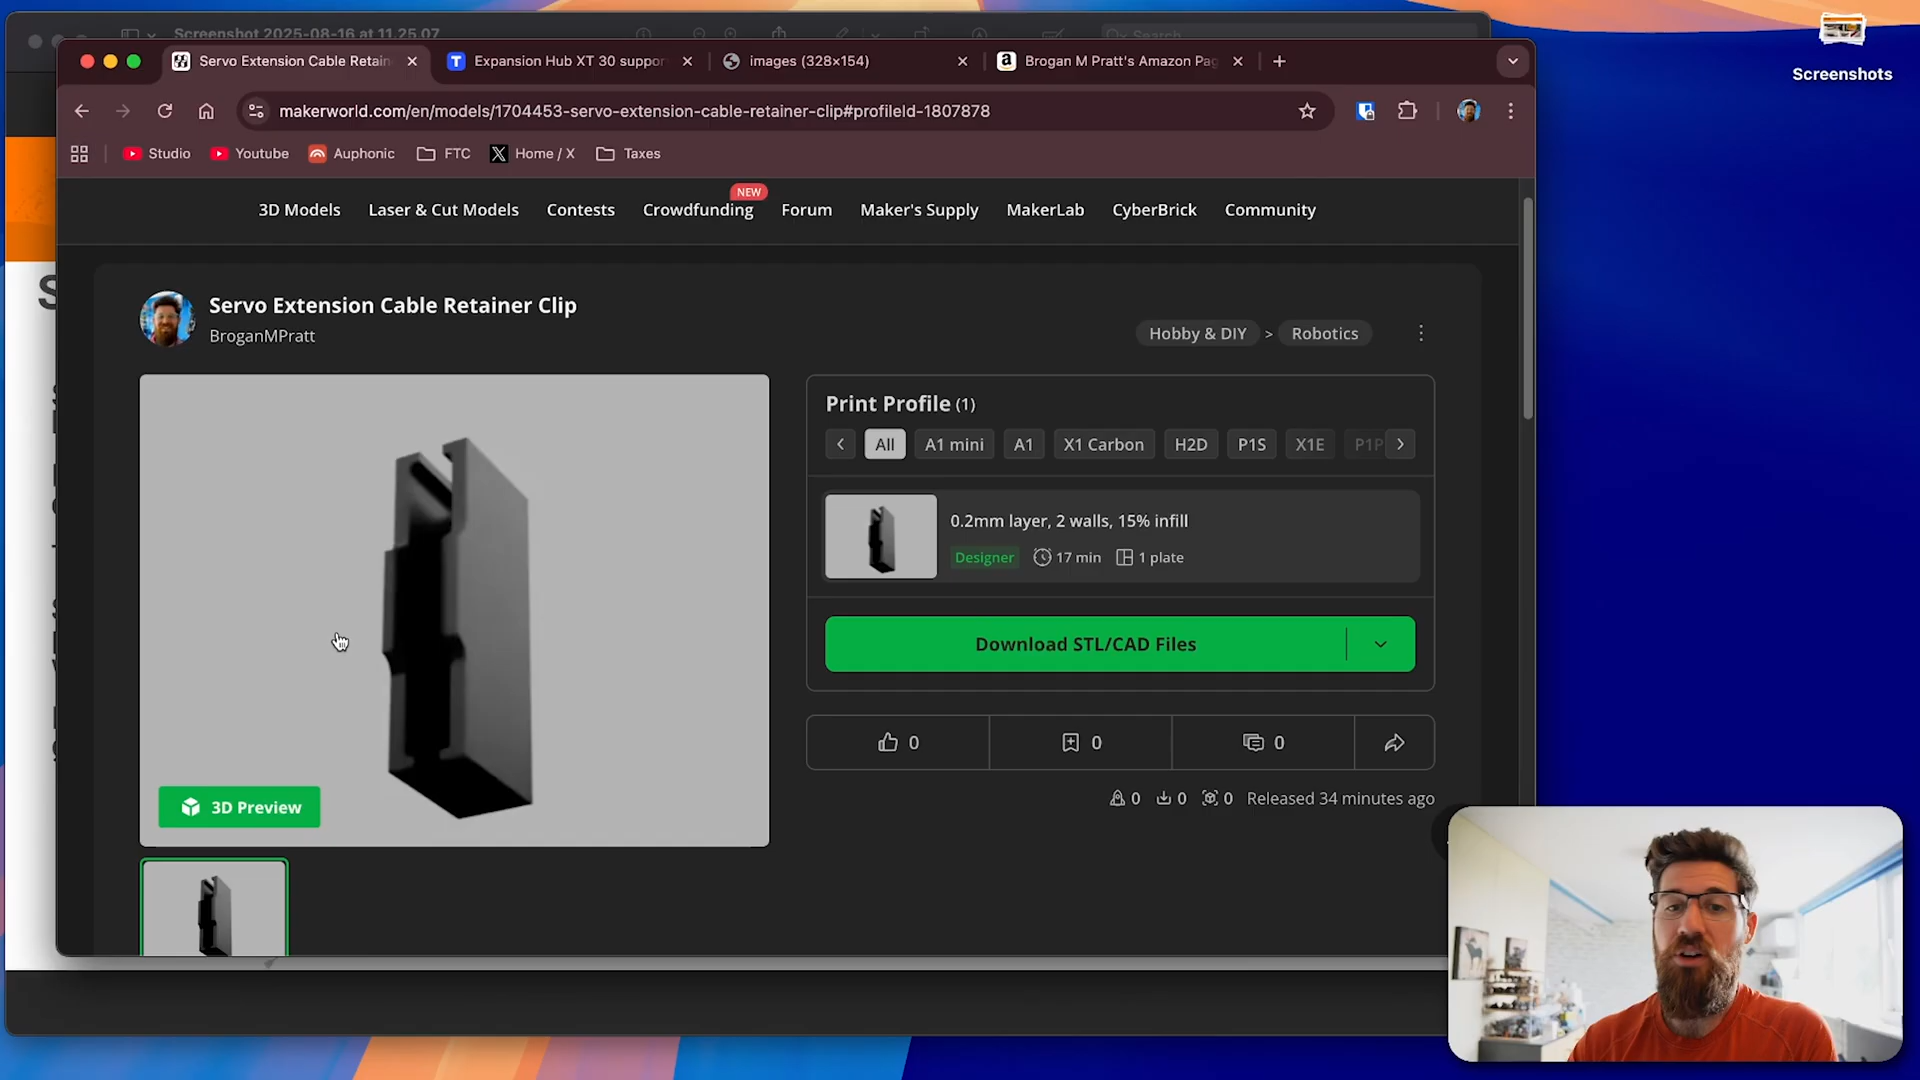 Screenshot 2025-08-16 at 11.25.07
Search
Screenshots
Servo Extension Cable Retain
Expansion Hub XT 30 suppor
images (328×154)
Brogan M Pratt's Amazon Pag
makerworld.com/en/models/1704453-servo-extension-cable-retainer-clip#profileId-1807878
Studio
Youtube
Auphonic
FTC
Home / X
Taxes
NEW
3D Models
Laser & Cut Models
Contests
Crowdfunding
Forum
Maker's Supply
MakerLab
CyberBrick
Community
Servo Extension Cable Retainer Clip
BroganMPratt
Hobby & DIY > Robotics
Print Profile (1)
All
A1 mini
A1
X1 Carbon
H2D
P1S
X1E
P1P
0.2mm layer, 2 walls, 15% infill
Designer
17 min
1 plate
Download STL/CAD Files
3D Preview
0
0
0
0
0
0
Released 34 minutes ago